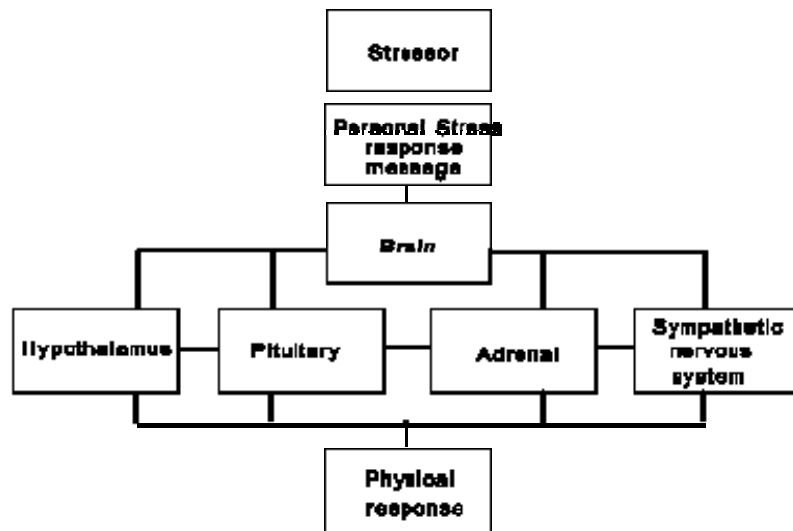 Stressor
Personal Stress
response
message
Brain
Hypothalamus
Pituitary
Adrenal
Sympathetic
nervous
system
Physical
response